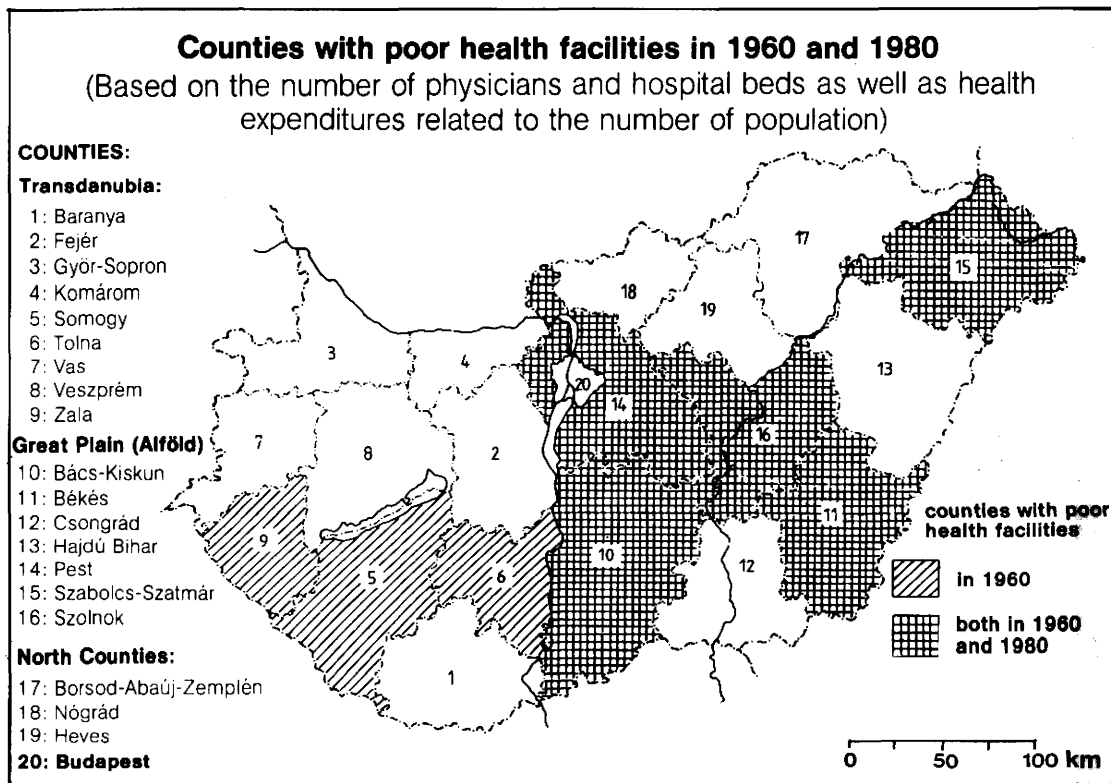 Counties with poor health facilities in 1960 and 1980
(Based on the number of physicians and hospital beds as well as health
expenditures related to the number of population)
COUNTIES:
Transdanubia:
1: Baranya
2: Fejér
3: Györ-Sopron
4: Komárom
5: Somogy
6: Tolna
7: Vas
8: Veszprém
9: Zala
Great Plain (Alföld)
10: Bács-Kiskun
11: Békés
12: Csongrád
13: Hajdú Bihar
14: Pest
15: Szabolcs-Szatmár
16: Szolnok
North Counties:
17: Borsod-Abaúj-Zemplén
18: Nógrád
19: Heves
20: Budapest
17
15
18
19
3
4
13
20
14
16
7
8
2
11
9
10
12
5
6
1
counties with poor
health facilities
in 1960
both in 1960
and 1980
0 50 100 km